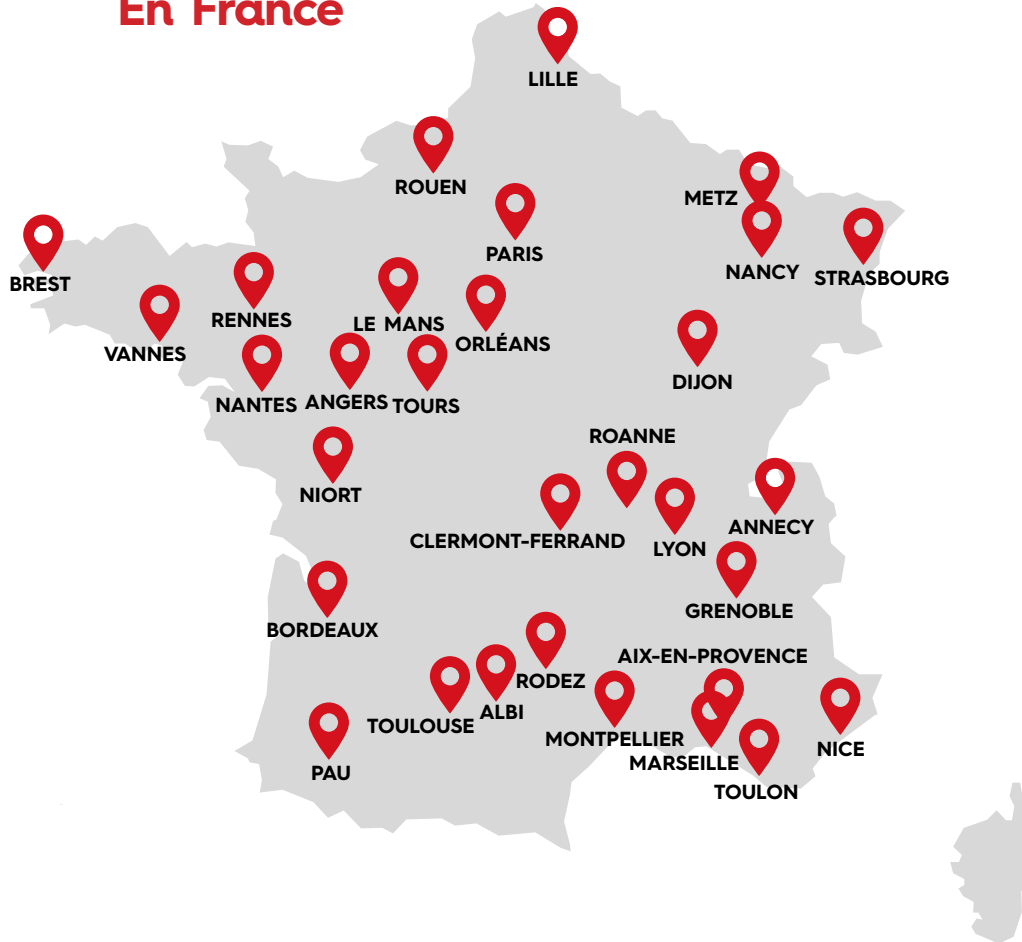 En France
LILLE
ROUEN
METZ
PARIS
NANCY
STRASBOURG
BREST
RENNES
LE MANS
ORLÉANS
VANNES
DIJON
NANTES
ANGERS
TOURS
ROANNE
NIORT
ANNECY
CLERMONT-FERRAND
LYON
GRENOBLE
BORDEAUX
AIX-EN-PROVENCE
RODEZ
ALBI
TOULOUSE
MONTPELLIER
NICE
MARSEILLE
PAU
TOULON